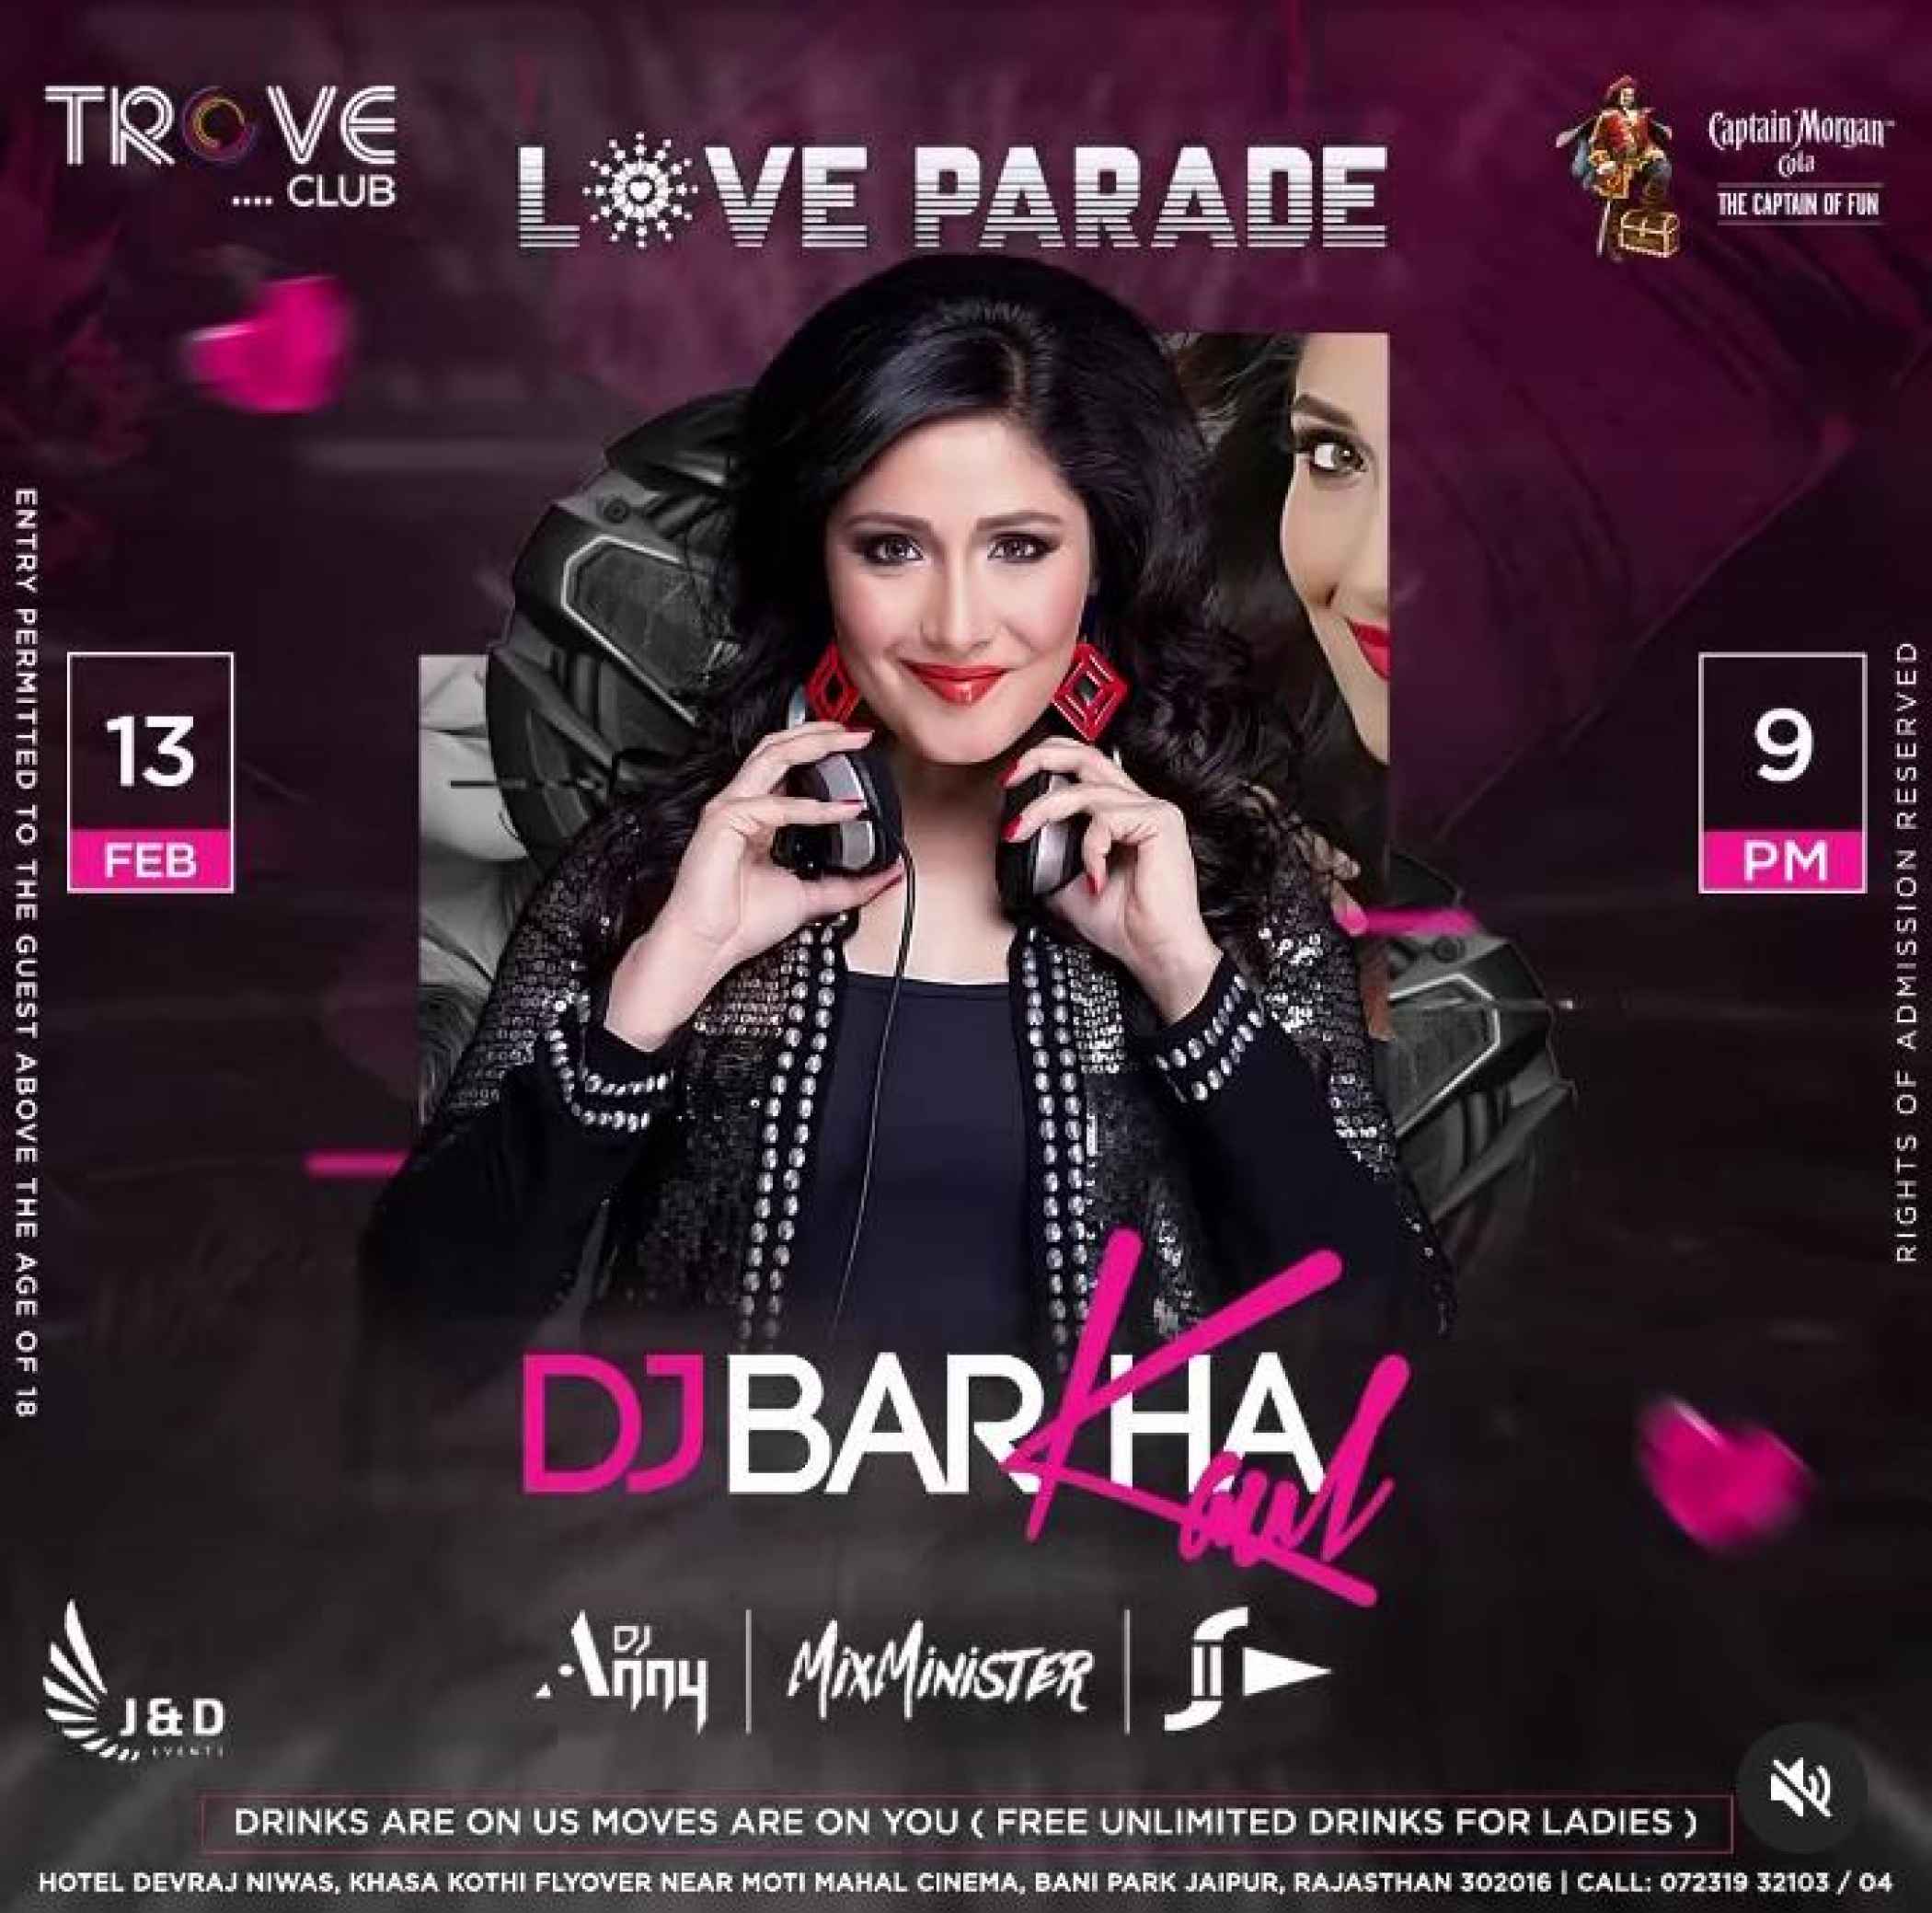 TROVE
.... CLUB
LOVE PARADE
Captain Morgan
Cola
THE CAPTAIN OF FUN
ENTRY PERMITTED TO THE GUEST ABOVE THE AGE OF 18
13
FEB
9
PM
RIGHTS OF ADMISSION RESERVED
DJ BARKHA
Kaul
DJ
Anny
MIXMINISTER
J&D
EVENTS
DRINKS ARE ON US MOVES ARE ON YOU ( FREE UNLIMITED DRINKS FOR LADIES )
HOTEL DEVRAJ NIWAS, KHASA KOTHI FLYOVER NEAR MOTI MAHAL CINEMA, BANI PARK JAIPUR, RAJASTHAN 302016 | CALL: 072319 32103 / 04